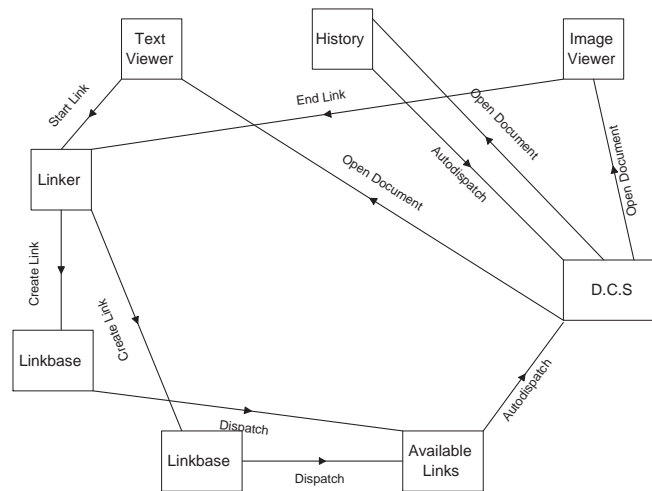 Text
Viewer
History
Image
Viewer
Start Link
End Link
Open Document
Autodispatch
Open Document
Open Document
Linker
D.C.S
Create Link
Create Link
Linkbase
Autodispatch
Dispatch
Linkbase
Available
Links
Dispatch